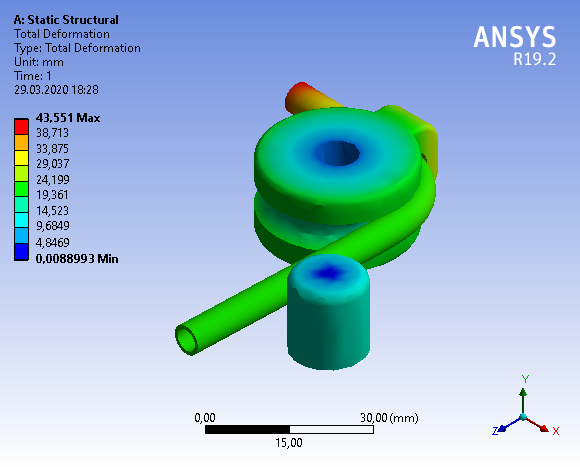 A: Static Structural
Total Deformation
Type: Total Deformation
Unit: mm
Time: 1
29.03.2020 18:28
ANSYS
R19.2
43,551 Max
38,713
33,875
29,037
24,199
19,361
14,523
9,6849
4,8469
0,0088993 Min
0,00
30,00 (mm)
15,00
Y
Z
X